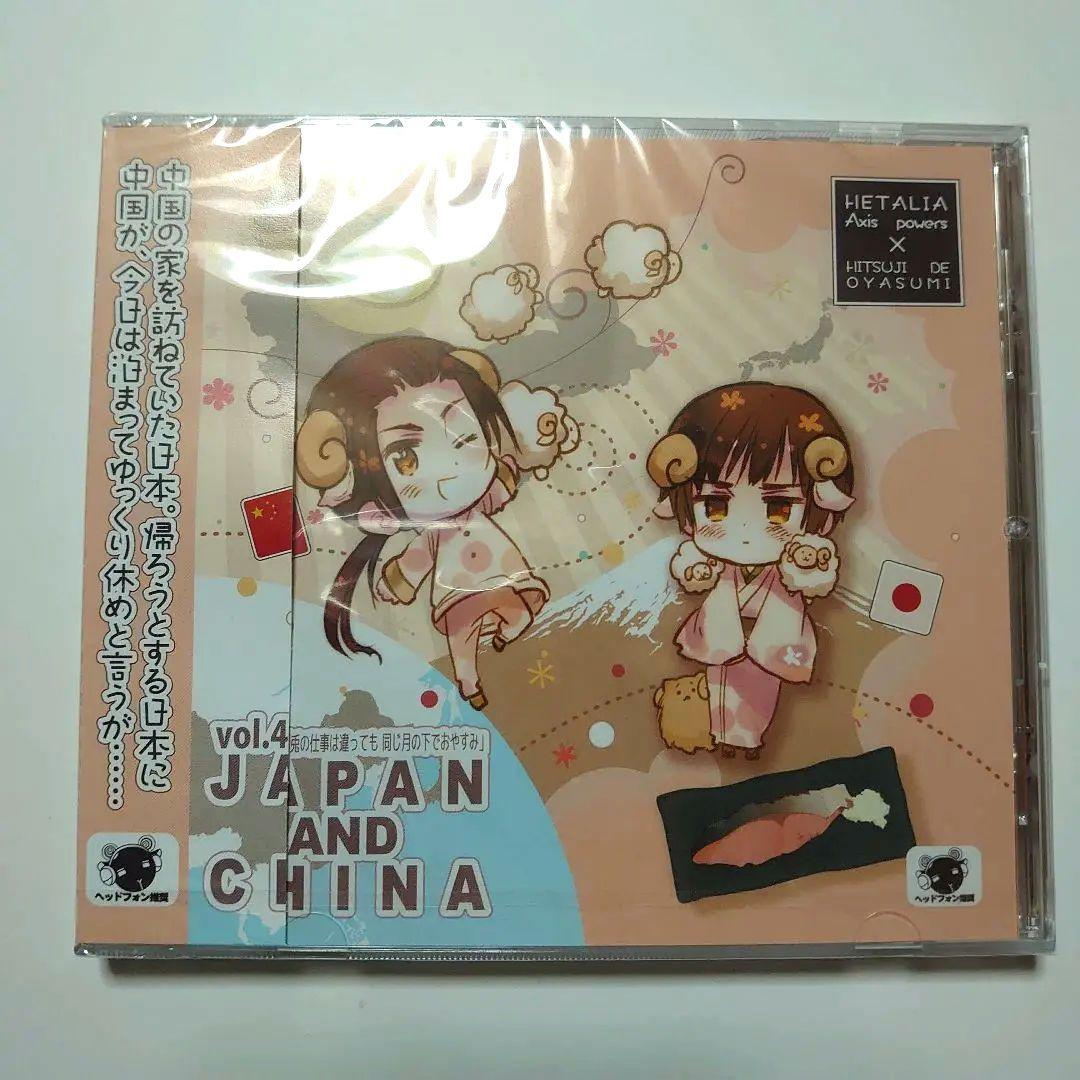 中国の家を訪ねていた日本。帰ろうとする日本に
中国が、今日は泊まってゆっくり休めと言うが……
HETALIA
Axis powers
×
HITSUJI DE
OYASUMI
vol.4
兎の仕事は違っても 同じ月の下でおやすみ」
JAPAN
AND
CHINA
ヘッドフォン推奨
ヘッドフォン推奨